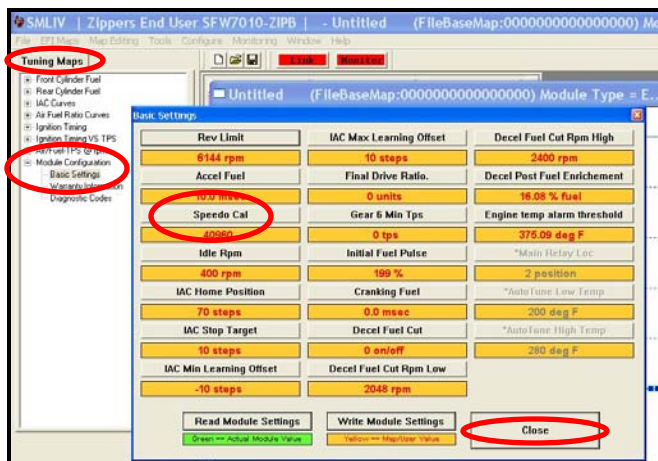 SMLIV | Zippers End User SFW7010-ZIPB | - Untitled (FileBaseMap:0000000000000000) Mo
File EFI Maps Map Editing Tools Configure Monitoring Window Help
Tuning Maps
Link
Monitor
Front Cylinder Fuel
Rear Cylinder Fuel
IAC Curves
Air Fuel Ratio Curves
Ignition Timing
Ignition Timing VS TPS
Air/Fuel-TPS @ rpm
Module Configuration
Basic Settings
Warranty Information
Diagnostic Codes
Untitled (FileBaseMap:0000000000000000) Module Type = E..
Basic Settings
Rev Limit
6144 rpm
Accel Fuel
10.0 msec
Speedo Cal
40960
Idle Rpm
400 rpm
IAC Home Position
70 steps
IAC Stop Target
10 steps
IAC Min Learning Offset
-10 steps
IAC Max Learning Offset
10 steps
Final Drive Ratio.
0 units
Gear 6 Min Tps
0 tps
Initial Fuel Pulse
199 %
Cranking Fuel
0.0 msec
Decel Fuel Cut
0 on/off
Decel Fuel Cut Rpm Low
2048 rpm
Decel Fuel Cut Rpm High
2400 rpm
Decel Post Fuel Enrichement
16.08 % fuel
Engine temp alarm threshold
375.09 deg F
*Main Relay Loc
2 position
*AutoTune Low Temp
200 deg F
*AutoTune High Temp
280 deg F
Read Module Settings
Green == Actual Module Value
Write Module Settings
Yellow == Map/User Value
Close